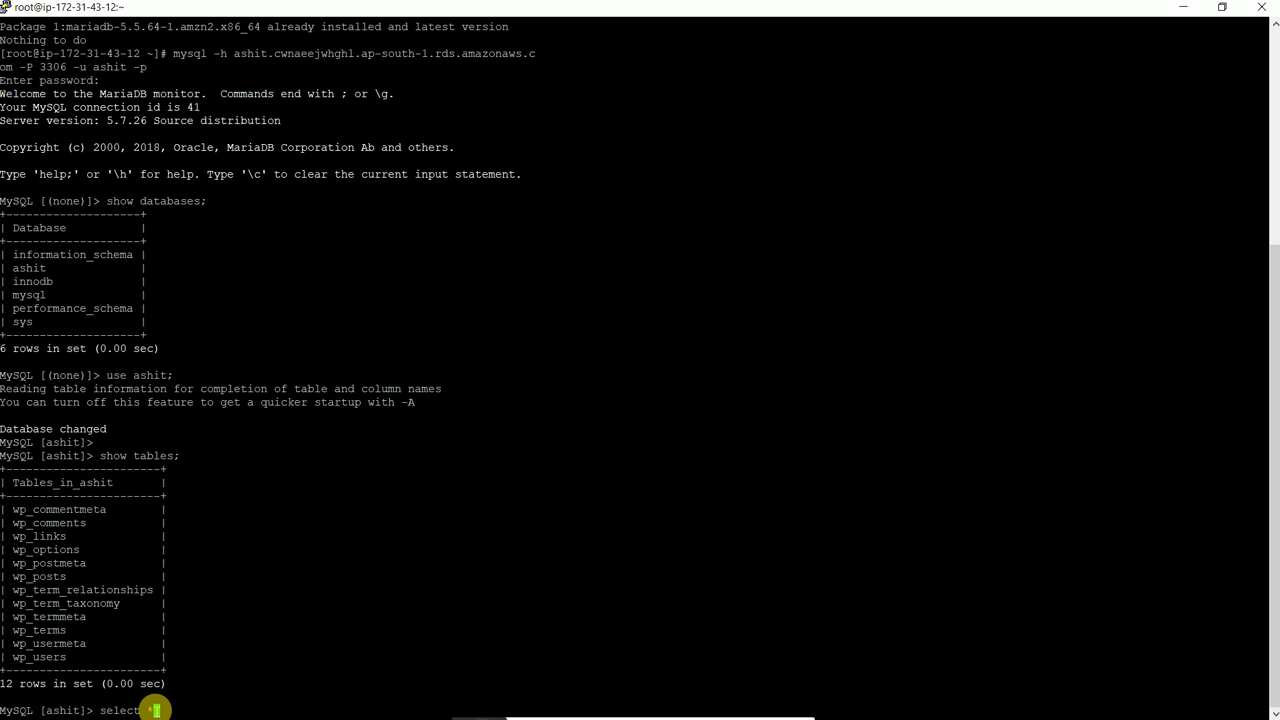 root@ip-172-31-43-12:~
Package 1:mariadb-5.5.64-1.amzn2.x86_64 already installed and latest version
Nothing to do
[root@ip-172-31-43-12 ~]# mysql -h ashit.cwnaeejwhghl.ap-south-1.rds.amazonaws.c
om -P 3306 -u ashit -p
Enter password:
Welcome to the MariaDB monitor.  Commands end with ; or \g.
Your MySQL connection id is 41
Server version: 5.7.26 Source distribution
Copyright (c) 2000, 2018, Oracle, MariaDB Corporation Ab and others.
Type 'help;' or '\h' for help. Type '\c' to clear the current input statement.
MySQL [(none)]> show databases;
+--------------------+
| Database           |
+--------------------+
| information_schema |
| ashit              |
| innodb             |
| mysql              |
| performance_schema |
| sys                |
+--------------------+
6 rows in set (0.00 sec)
MySQL [(none)]> use ashit;
Reading table information for completion of table and column names
You can turn off this feature to get a quicker startup with -A
Database changed
MySQL [ashit]>
MySQL [ashit]> show tables;
+-----------------------+
| Tables_in_ashit       |
+-----------------------+
| wp_commentmeta        |
| wp_comments           |
| wp_links              |
| wp_options            |
| wp_postmeta           |
| wp_posts              |
| wp_term_relationships |
| wp_term_taxonomy      |
| wp_termmeta           |
| wp_terms              |
| wp_usermeta           |
| wp_users              |
+-----------------------+
12 rows in set (0.00 sec)
MySQL [ashit]> select *